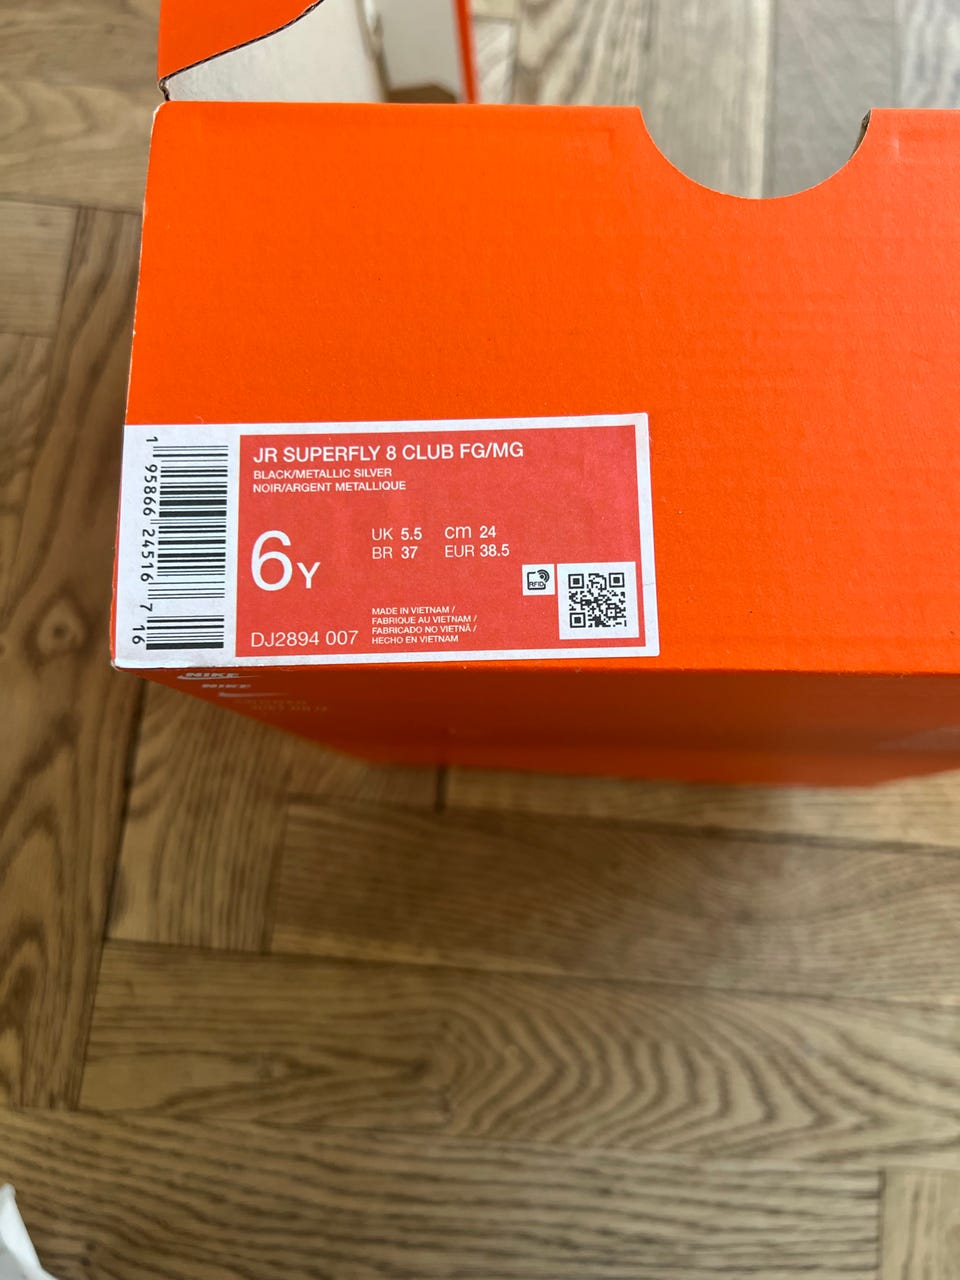 JR SUPERFLY 8 CLUB FG/MG
BLACK/METALLIC SILVER
NOIR/ARGENT METALLIQUE
6Y
UK 5.5 cm 24
BR 37 EUR 38.5
RFID
DJ2894 007
MADE IN VIETNAM /
FABRIQUE AU VIETNAM /
FABRICADO NO VIETNÃ /
HECHO EN VIETNAM
1 95866 24516 7 16
NIKE
NIKE